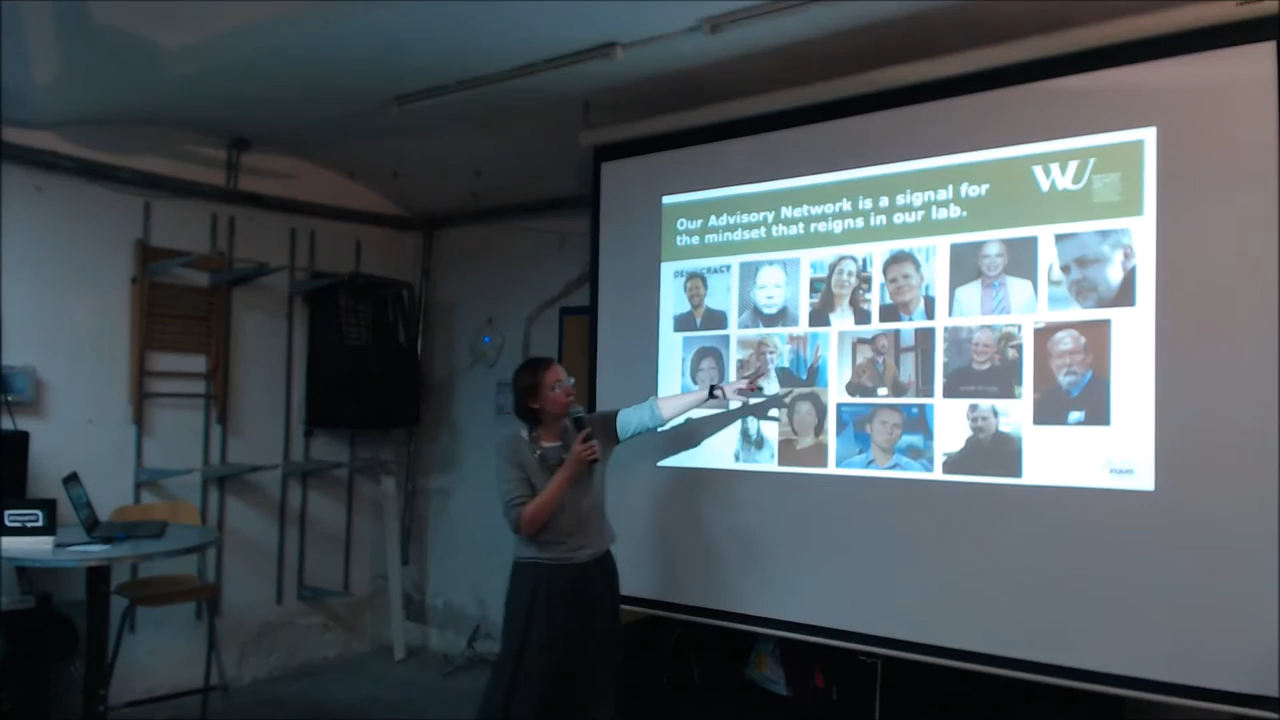 Our Advisory Network is a signal for
the mindset that reigns in our lab.
WU
DEMOCRACY